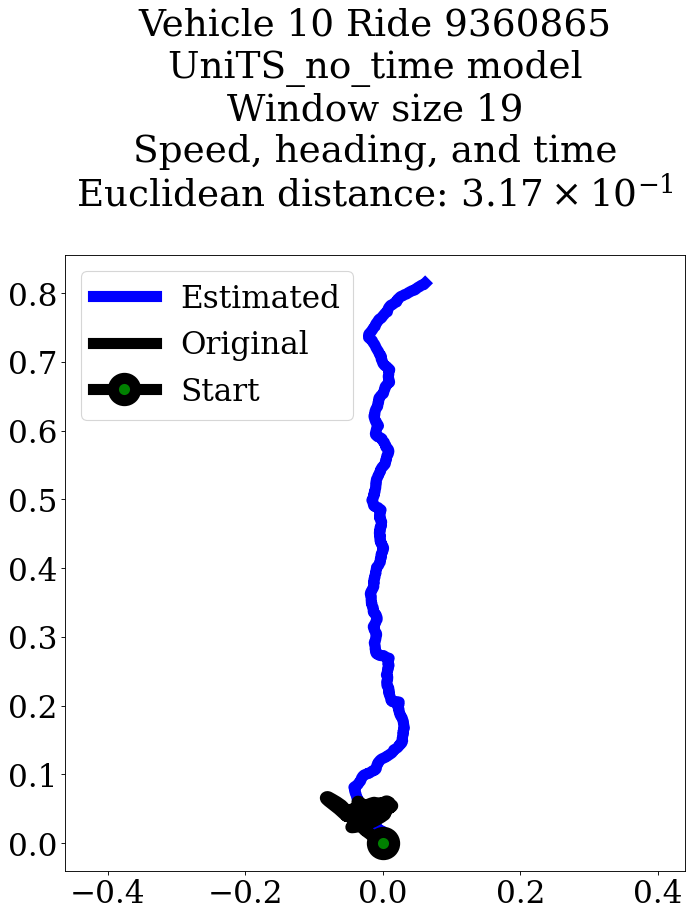 Vehicle 10 Ride 9360865
UniTS_no_time model
Window size 19
Speed, heading, and time
Euclidean distance: 3.17 × 10⁻¹
Estimated
Original
Start
0.8
0.7
0.6
0.5
0.4
0.3
0.2
0.1
0.0
−0.4 −0.2 0.0 0.2 0.4